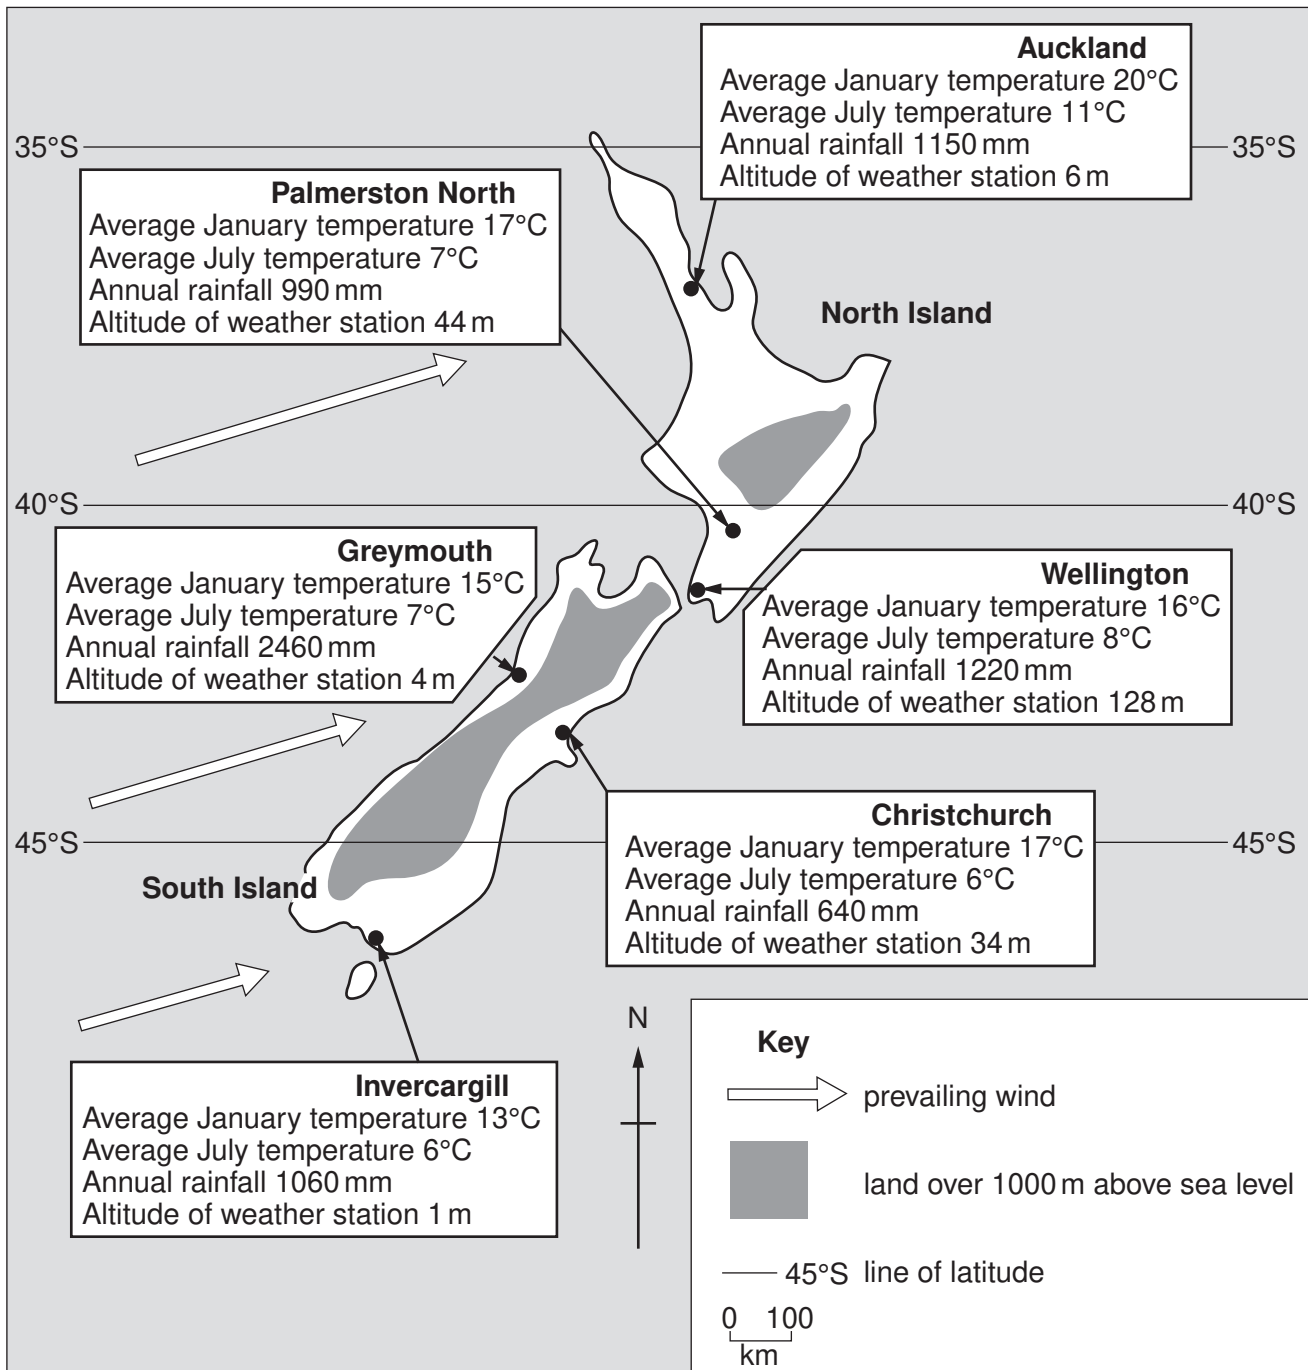 Auckland
Average January temperature 20°C
Average July temperature 11°C
Annual rainfall 1150 mm
Altitude of weather station 6 m
35°S
35°S
Palmerston North
Average January temperature 17°C
Average July temperature 7°C
Annual rainfall 990 mm
Altitude of weather station 44 m
North Island
40°S
40°S
Greymouth
Average January temperature 15°C
Average July temperature 7°C
Annual rainfall 2460 mm
Altitude of weather station 4 m
Wellington
Average January temperature 16°C
Average July temperature 8°C
Annual rainfall 1220 mm
Altitude of weather station 128 m
Christchurch
Average January temperature 17°C
Average July temperature 6°C
Annual rainfall 640 mm
Altitude of weather station 34 m
45°S
45°S
South Island
Invercargill
Average January temperature 13°C
Average July temperature 6°C
Annual rainfall 1060 mm
Altitude of weather station 1 m
N
Key
prevailing wind
land over 1000 m above sea level
45°S line of latitude
0 100
km